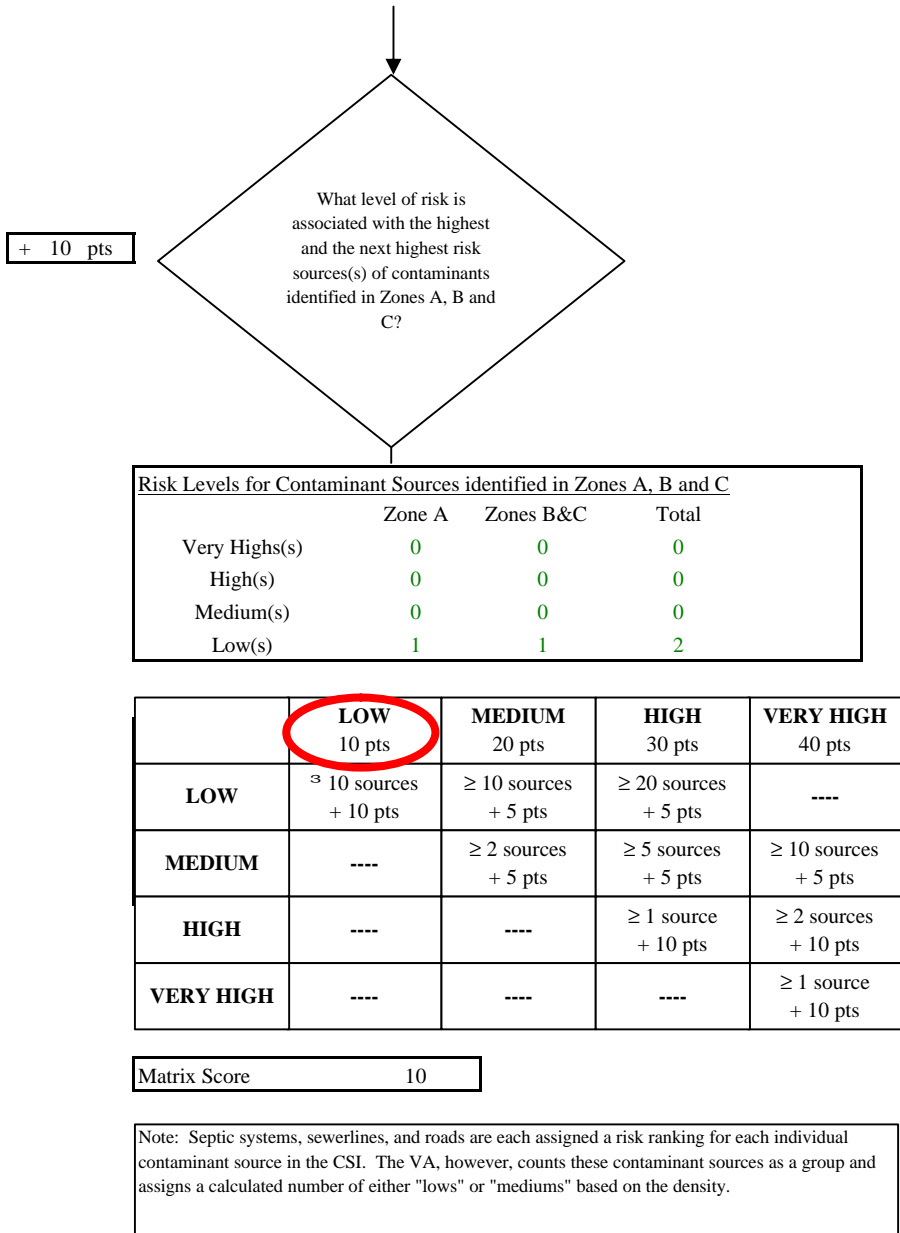 What level of risk is
associated with the highest
and the next highest risk
sources(s) of contaminants
identified in Zones A, B and
C?
+ 10 pts
Risk Levels for Contaminant Sources identified in Zones A, B and C
Zone A Zones B&C Total
Very Highs(s) 0 0 0
High(s) 0 0 0
Medium(s) 0 0 0
Low(s) 1 1 2
LOW MEDIUM HIGH VERY HIGH
10 pts 20 pts 30 pts 40 pts
LOW ³ 10 sources ≥ 10 sources ≥ 20 sources ----
+ 10 pts + 5 pts + 5 pts
MEDIUM ---- ≥ 2 sources ≥ 5 sources ≥ 10 sources
+ 5 pts + 5 pts + 5 pts
HIGH ---- ---- ≥ 1 source ≥ 2 sources
+ 10 pts + 10 pts
VERY HIGH ---- ---- ---- ≥ 1 source
+ 10 pts
Matrix Score 10
Note: Septic systems, sewerlines, and roads are each assigned a risk ranking for each individual
contaminant source in the CSI. The VA, however, counts these contaminant sources as a group and
assigns a calculated number of either "lows" or "mediums" based on the density.